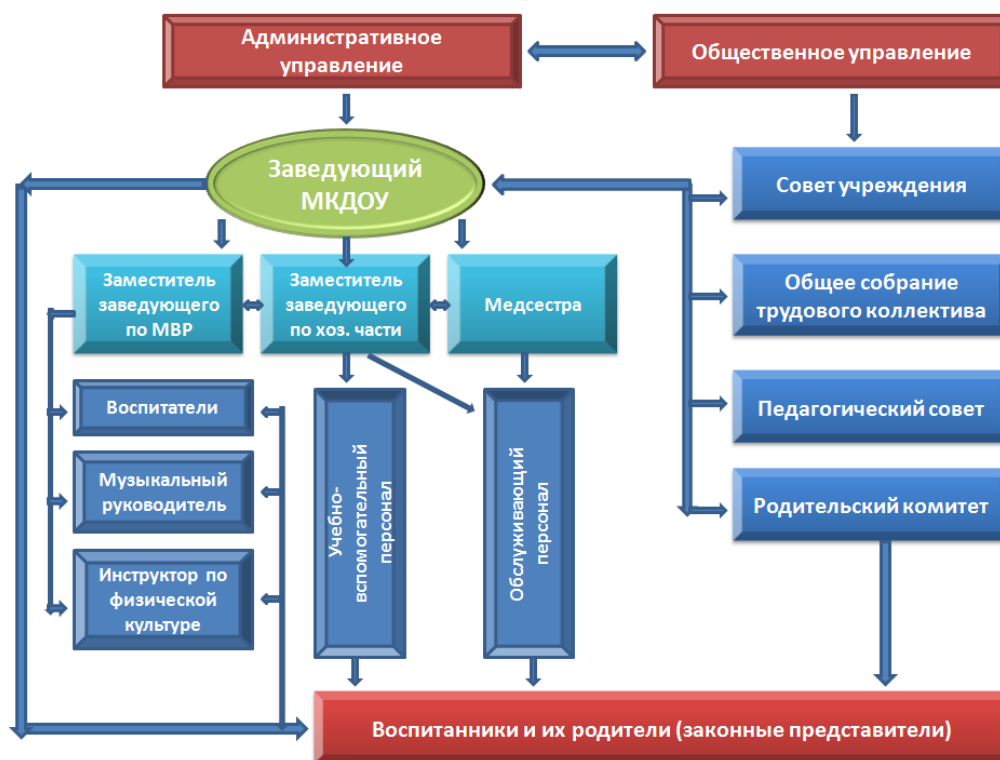 Административное
управление
Общественное управление
Заведующий
МКДОУ
Совет учреждения
Заместитель
заведующего
по МВР
Заместитель
заведующего
по хоз. части
Медсестра
Общее собрание
трудового коллектива
Воспитатели
Музыкальный
руководитель
Инструктор по
физической
культуре
Учебно-
вспомогательный
персонал
Обслуживающий
персонал
Педагогический совет
Родительский комитет
Воспитанники и их родители (законные представители)